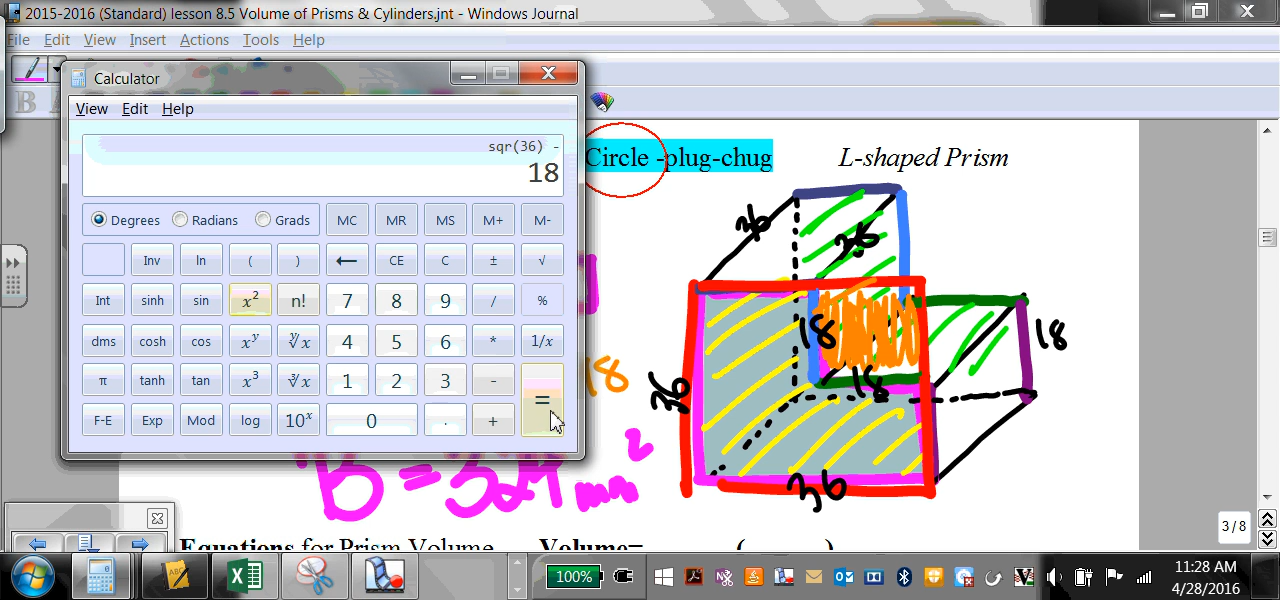 2015-2016 (Standard) lesson 8.5 Volume of Prisms & Cylinders.jnt - Windows Journal
File Edit View Insert Actions Tools Help
B
Calculator
View Edit Help
sqr(36) -
18
Degrees Radians Grads MC MR MS M+ M-
Inv ln ( ) ← CE C ± √
Int sinh sin x² n! 7 8 9 / %
dms cosh cos xʸ ʸ√x 4 5 6 * 1/x
π tanh tan x³ ³√x 1 2 3 - =
F-E Exp Mod log 10ˣ 0 . +
Circle -plug-chug L-shaped Prism
36
36
18
18
18
36
18
36
B = 324 mm²
3 / 8
Equations for Prism Volume Volume= ( )
100%
11:28 AM
4/28/2016